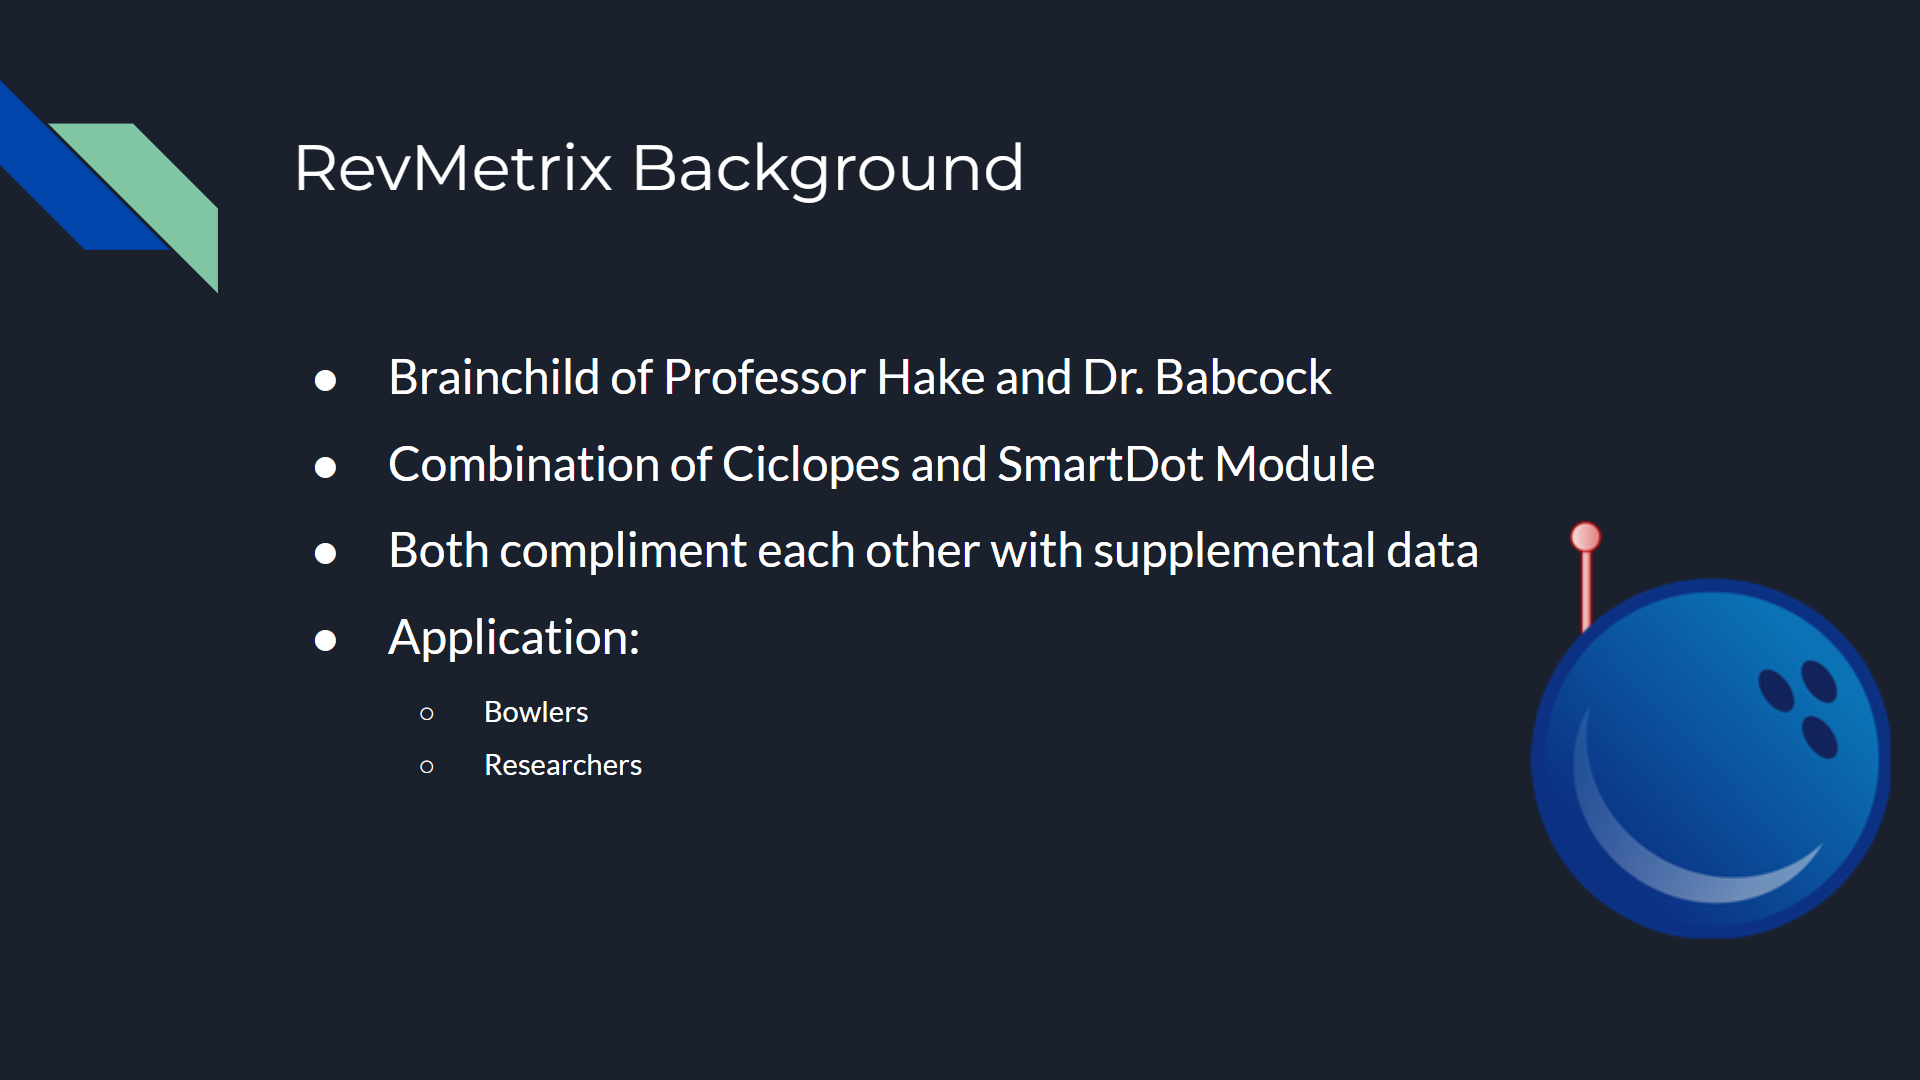 RevMetrix Background
● Brainchild of Professor Hake and Dr. Babcock
● Combination of Ciclopes and SmartDot Module
● Both compliment each other with supplemental data
● Application:
○ Bowlers
○ Researchers